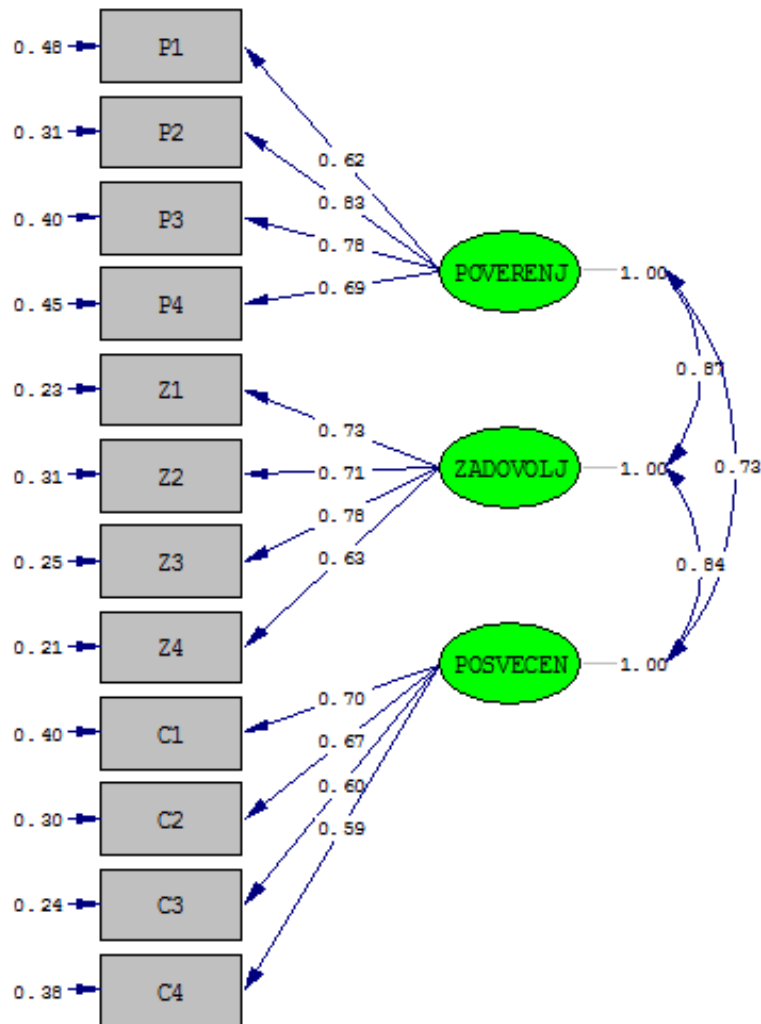 0.48 P1
0.31 P2
0.62
0.83
0.40 P3
0.78
POVERENJ 1.00
0.45 P4
0.69
0.87
0.23 Z1
0.73
0.31 Z2
0.71
ZADOVOLJ 1.00
0.73
0.78
0.25 Z3
0.63
0.84
0.21 Z4
POSVECEN 1.00
0.70
0.40 C1
0.67
0.60
0.30 C2
0.59
0.24 C3
0.38 C4